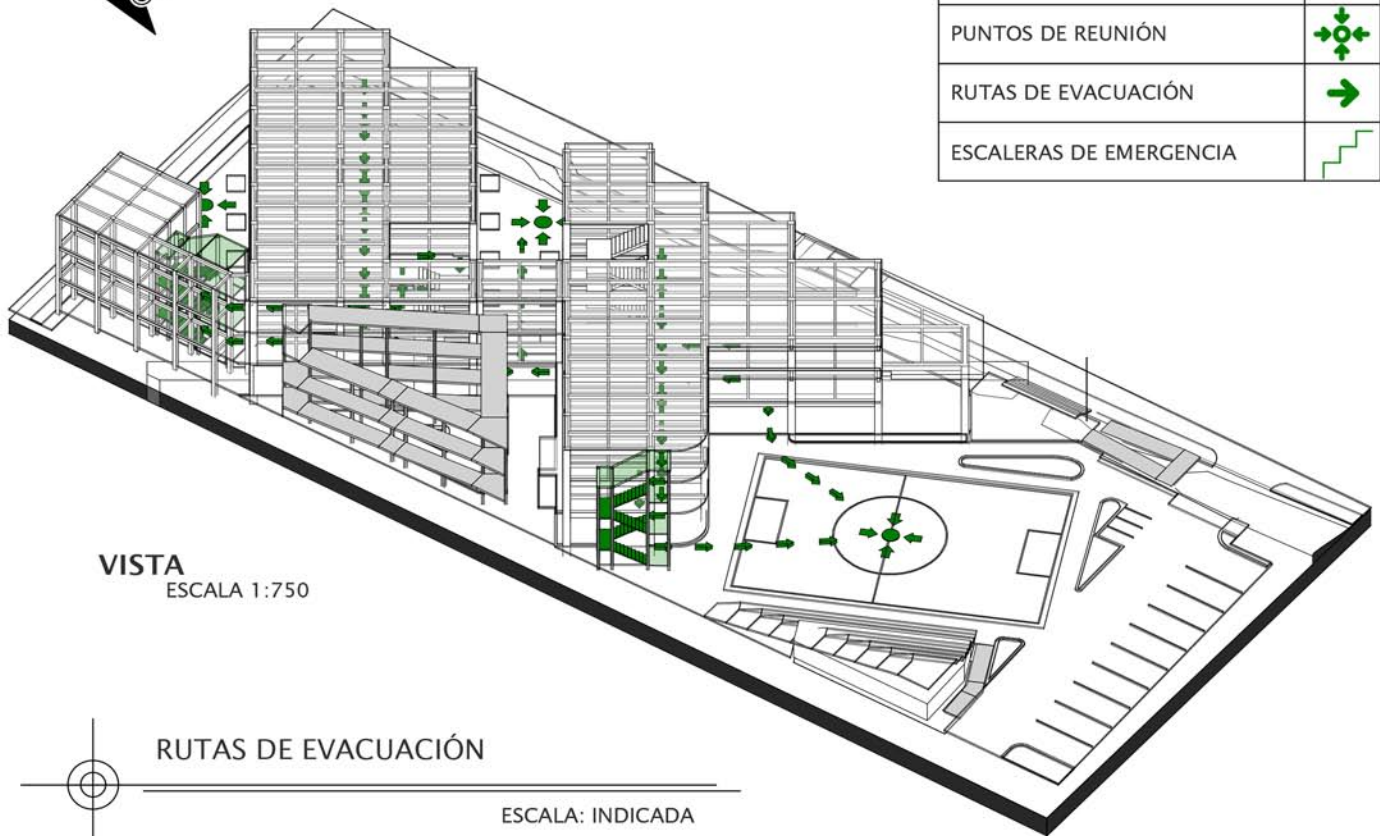 PUNTOS DE REUNIÓN
RUTAS DE EVACUACIÓN
ESCALERAS DE EMERGENCIA
VISTA
ESCALA 1:750
RUTAS DE EVACUACIÓN
ESCALA: INDICADA